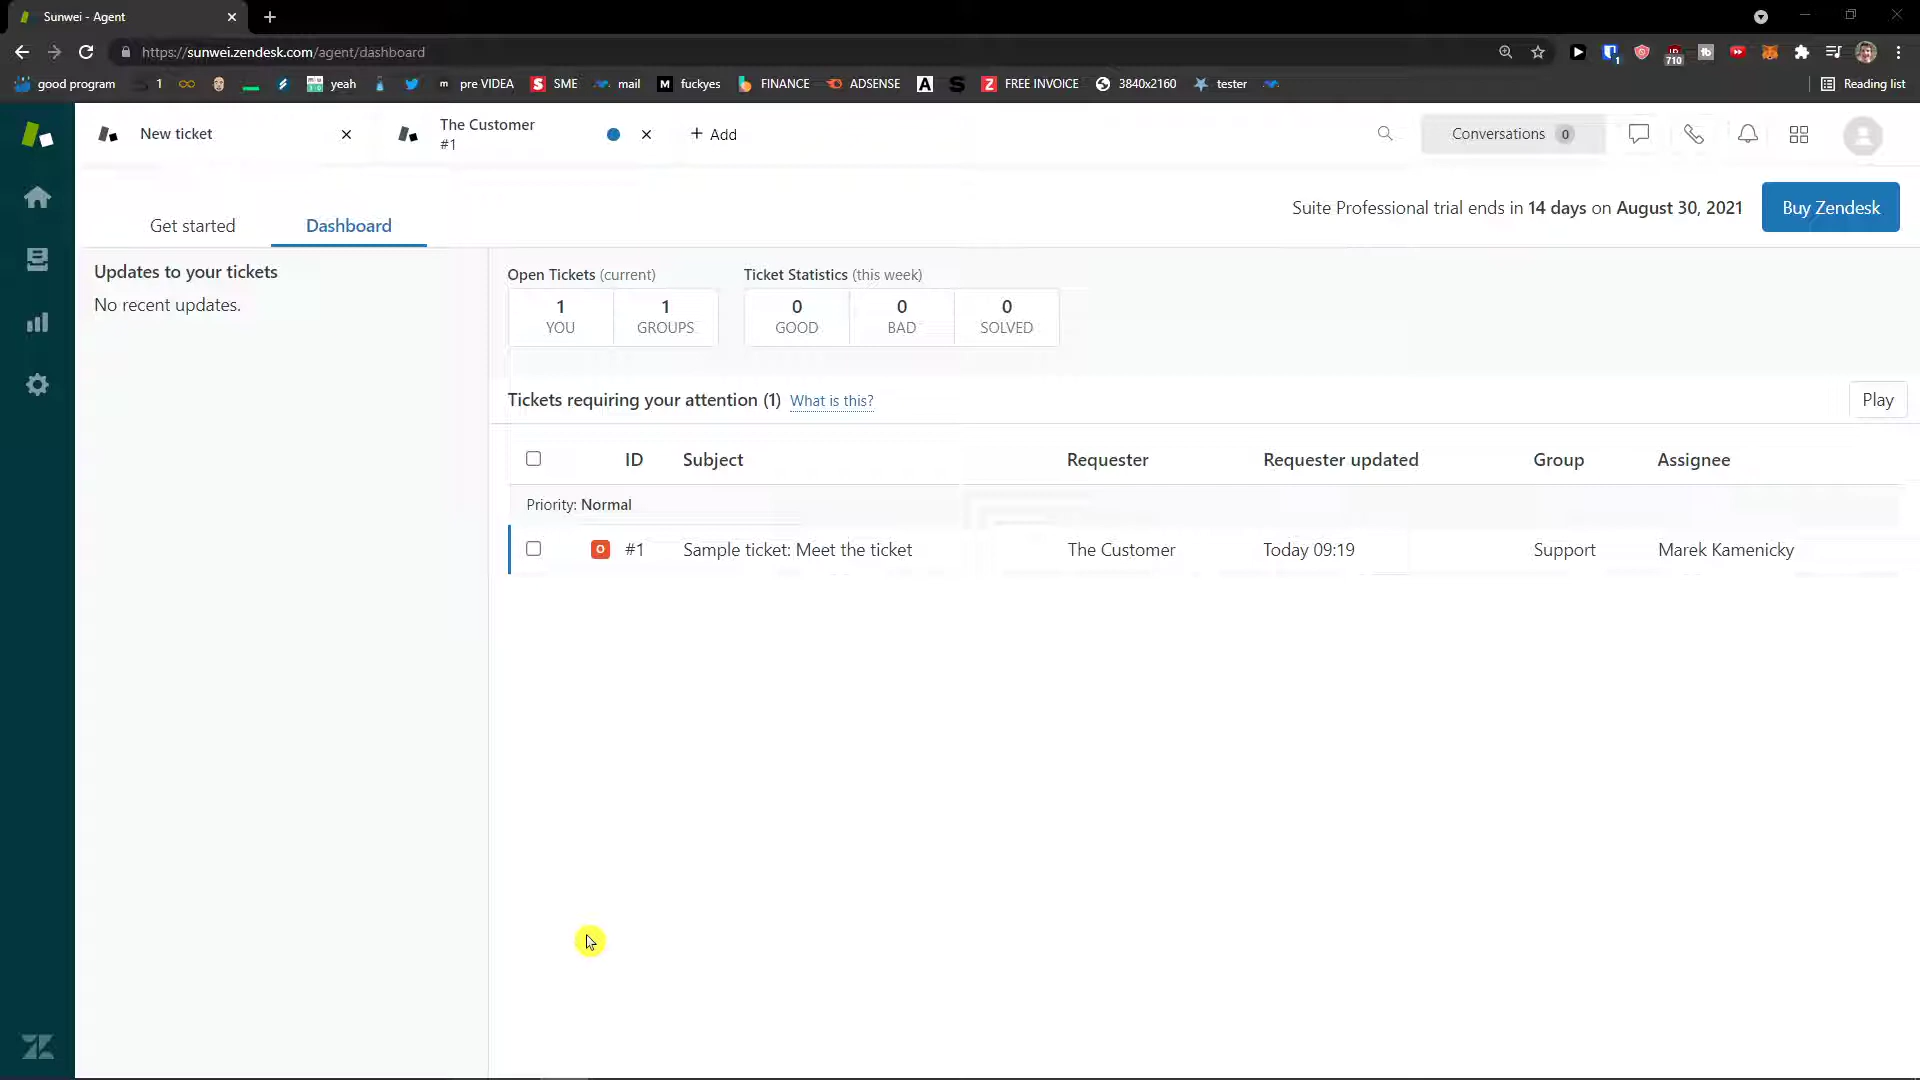 Sunwei - Agent
https://sunwei.zendesk.com/agent/dashboard
1
710
good program
1
yeah
m pre VIDEA
S SME
mail
M fuckyes
FINANCE
ADSENSE
A
S
Z FREE INVOICE
3840x2160
tester
Reading list
New ticket
The Customer
#1
+ Add
Conversations 0
Get started
Dashboard
Suite Professional trial ends in 14 days on August 30, 2021
Buy Zendesk
Updates to your tickets
No recent updates.
Open Tickets (current)
1 YOU
1 GROUPS
Ticket Statistics (this week)
0 GOOD
0 BAD
0 SOLVED
Tickets requiring your attention (1) What is this?
Play
ID Subject Requester Requester updated Group Assignee
Priority: Normal
O #1 Sample ticket: Meet the ticket The Customer Today 09:19 Support Marek Kamenicky